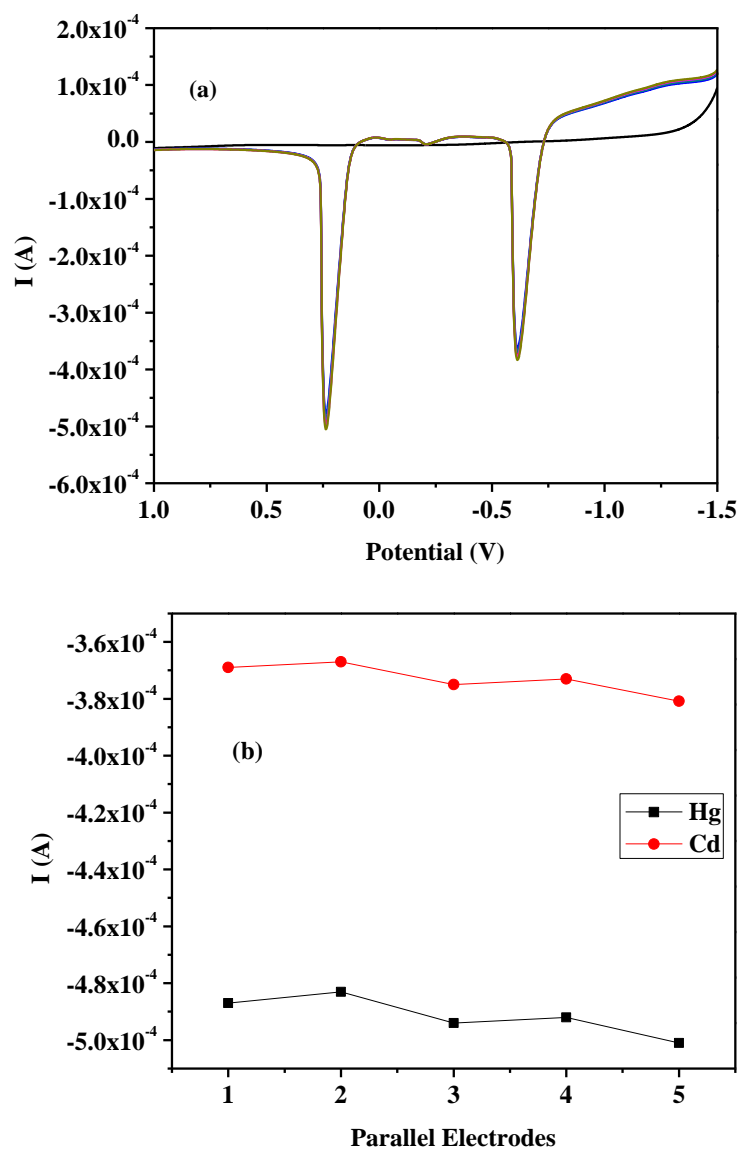 2.0x10⁻⁴
1.0x10⁻⁴
0.0
-1.0x10⁻⁴
-2.0x10⁻⁴
-3.0x10⁻⁴
-4.0x10⁻⁴
-5.0x10⁻⁴
-6.0x10⁻⁴
I (A)
(a)
1.0 0.5 0.0 -0.5 -1.0 -1.5
Potential (V)
-3.6x10⁻⁴
-3.8x10⁻⁴
-4.0x10⁻⁴
-4.2x10⁻⁴
-4.4x10⁻⁴
-4.6x10⁻⁴
-4.8x10⁻⁴
-5.0x10⁻⁴
I (A)
(b)
Hg
Cd
1 2 3 4 5
Parallel Electrodes